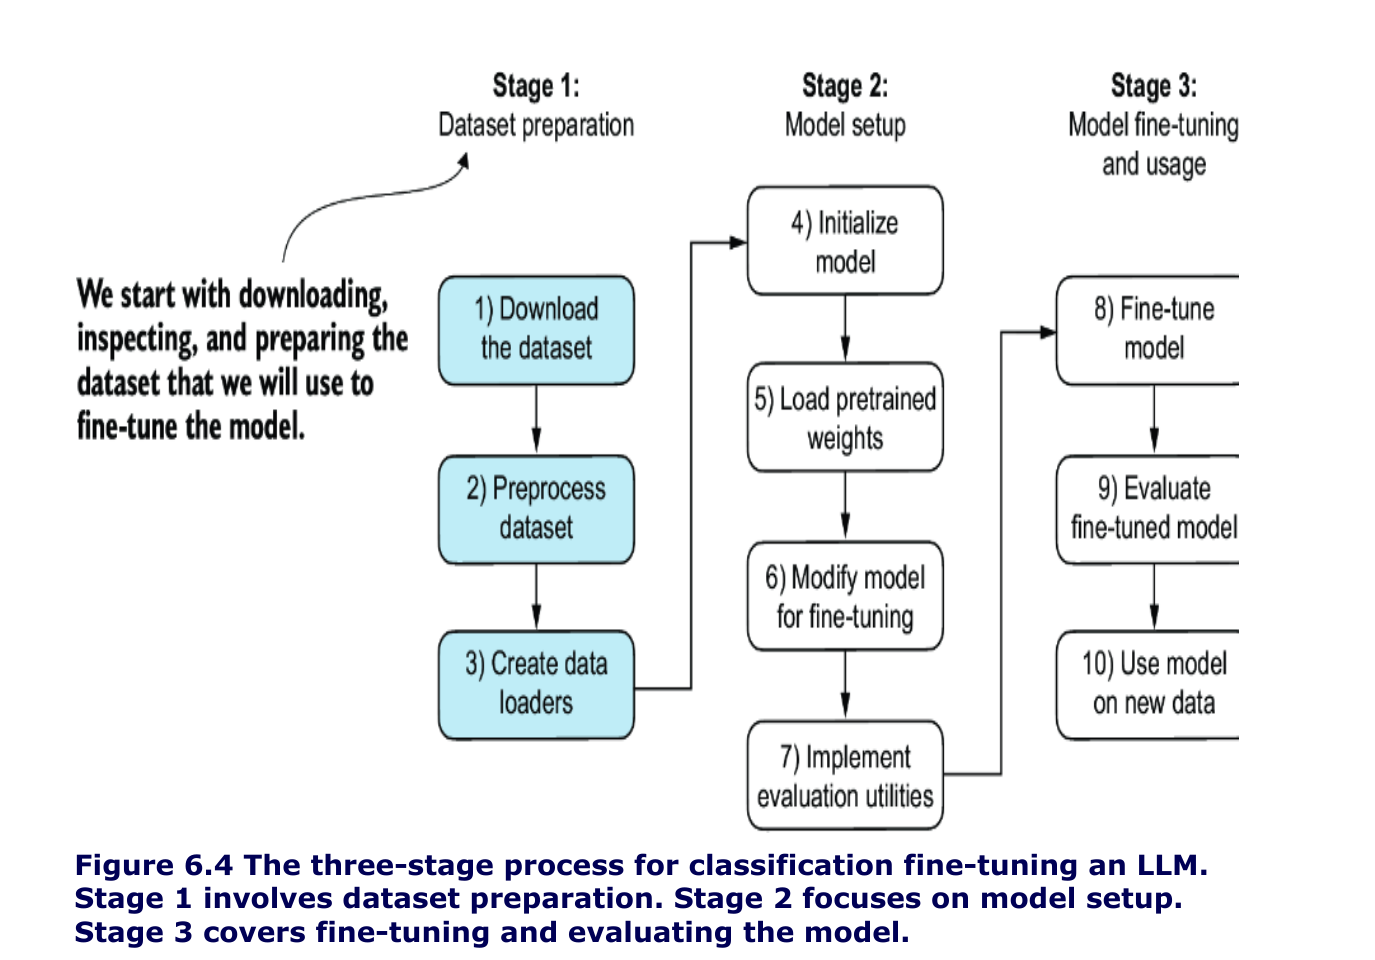 Stage 1:
Dataset preparation
Stage 2:
Model setup
Stage 3:
Model fine-tuning
and usage
We start with downloading,
inspecting, and preparing the
dataset that we will use to
fine-tune the model.
1) Download
the dataset
2) Preprocess
dataset
3) Create data
loaders
4) Initialize
model
5) Load pretrained
weights
6) Modify model
for fine-tuning
7) Implement
evaluation utilities
8) Fine-tune
model
9) Evaluate
fine-tuned model
10) Use model
on new data
Figure 6.4 The three-stage process for classification fine-tuning an LLM.
Stage 1 involves dataset preparation. Stage 2 focuses on model setup.
Stage 3 covers fine-tuning and evaluating the model.